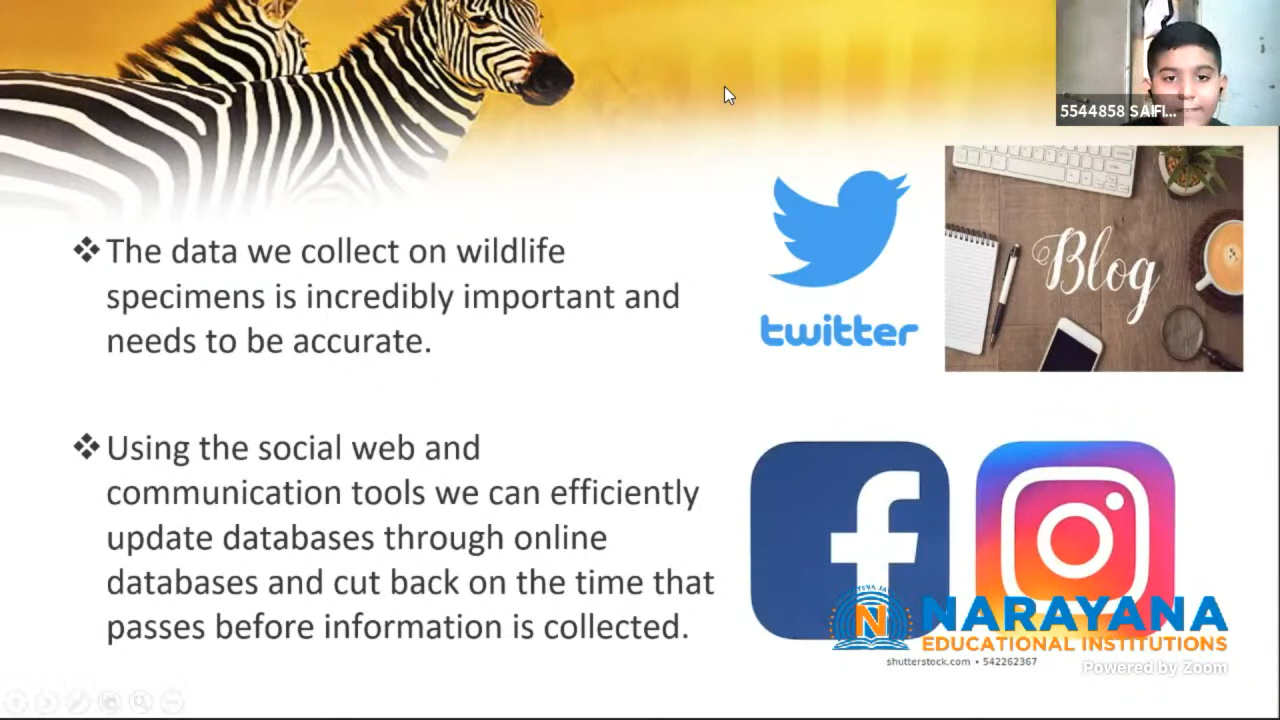 5544858 SAIFI...
❖ The data we collect on wildlife
specimens is incredibly important and
needs to be accurate.
twitter
Blog
❖ Using the social web and
communication tools we can efficiently
update databases through online
databases and cut back on the time that
passes before information is collected.
N
NARAYANA
EDUCATIONAL INSTITUTIONS
shutterstock.com • 542262367
Powered by Zoom